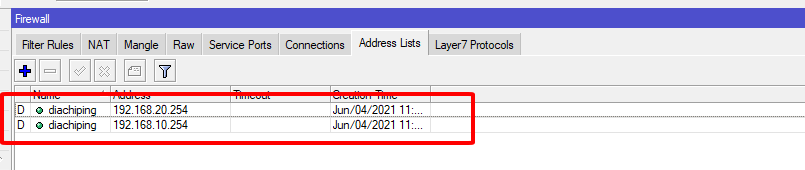 Firewall
Filter Rules NAT Mangle Raw Service Ports Connections Address Lists Layer7 Protocols
Name Address Timeout Creation Time
D diachiping 192.168.20.254 Jun/04/2021 11:...
D diachiping 192.168.10.254 Jun/04/2021 11:...